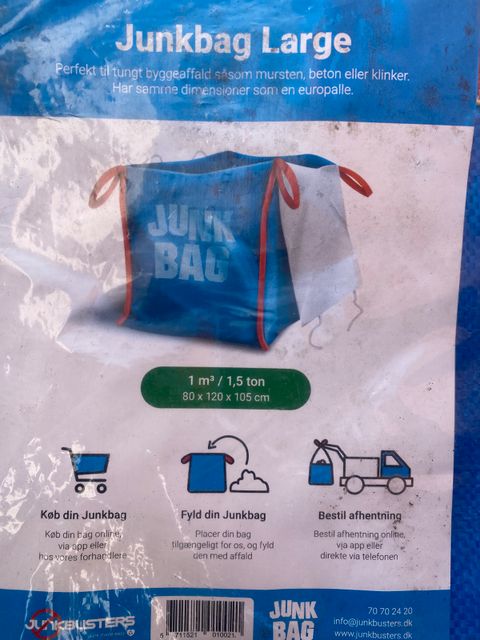 Junkbag Large
Perfekt til tungt byggeaffald såsom mursten, beton eller klinker.
Har samme dimensioner som en europalle.
JUNK
BAG
1 m³ / 1,5 ton
80 x 120 x 105 cm
Køb din Junkbag
Køb din bag online,
via app eller
hos vores forhandlere
Fyld din Junkbag
Placer din bag
tilgængeligt for os, og fyld
den med affald
Bestil afhentning
Bestil afhentning online,
via app eller
direkte via telefonen
JUNKBUSTERS
5 711521 010021
JUNK
BAG
70 70 24 20
info@junkbusters.dk
www.junkbusters.dk